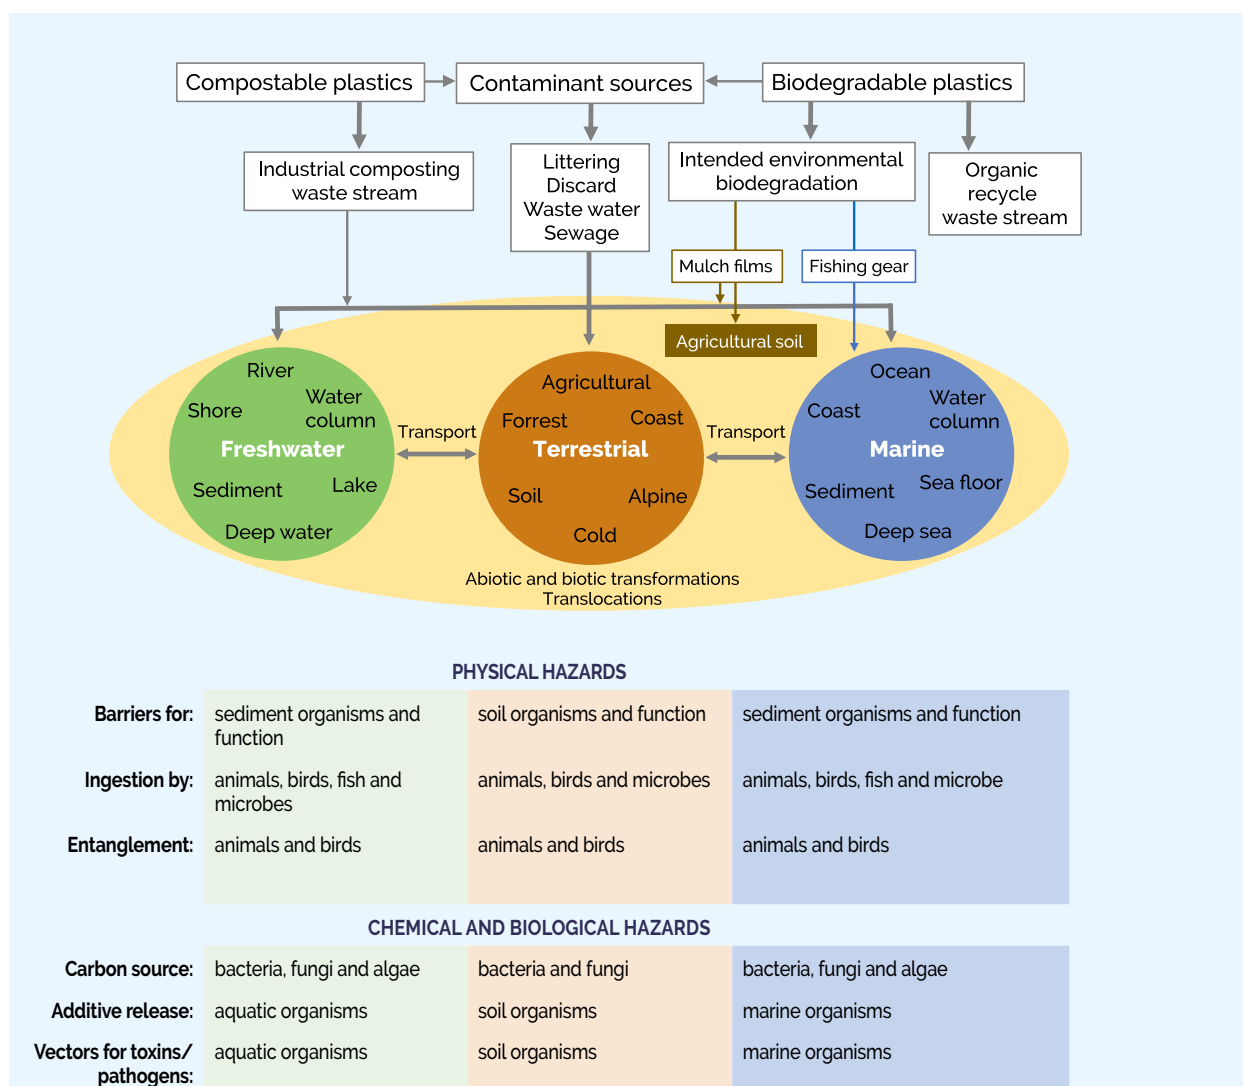 Compostable plastics
Contaminant sources
Biodegradable plastics
Industrial composting
waste stream
Littering
Discard
Waste water
Sewage
Intended environmental
biodegradation
Organic
recycle
waste stream
Mulch films
Fishing gear
Agricultural soil
River
Shore
Water
column
Freshwater
Sediment
Lake
Deep water
Transport
Agricultural
Forrest
Coast
Terrestrial
Soil
Alpine
Cold
Transport
Ocean
Coast
Water
column
Marine
Sediment
Sea floor
Deep sea
Abiotic and biotic transformations
Translocations
PHYSICAL HAZARDS
Barriers for:
sediment organisms and
function
soil organisms and function
sediment organisms and function
Ingestion by:
animals, birds, fish and
microbes
animals, birds and microbes
animals, birds, fish and microbe
Entanglement:
animals and birds
animals and birds
animals and birds
CHEMICAL AND BIOLOGICAL HAZARDS
Carbon source:
bacteria, fungi and algae
bacteria and fungi
bacteria, fungi and algae
Additive release:
aquatic organisms
soil organisms
marine organisms
Vectors for toxins/
pathogens:
aquatic organisms
soil organisms
marine organisms